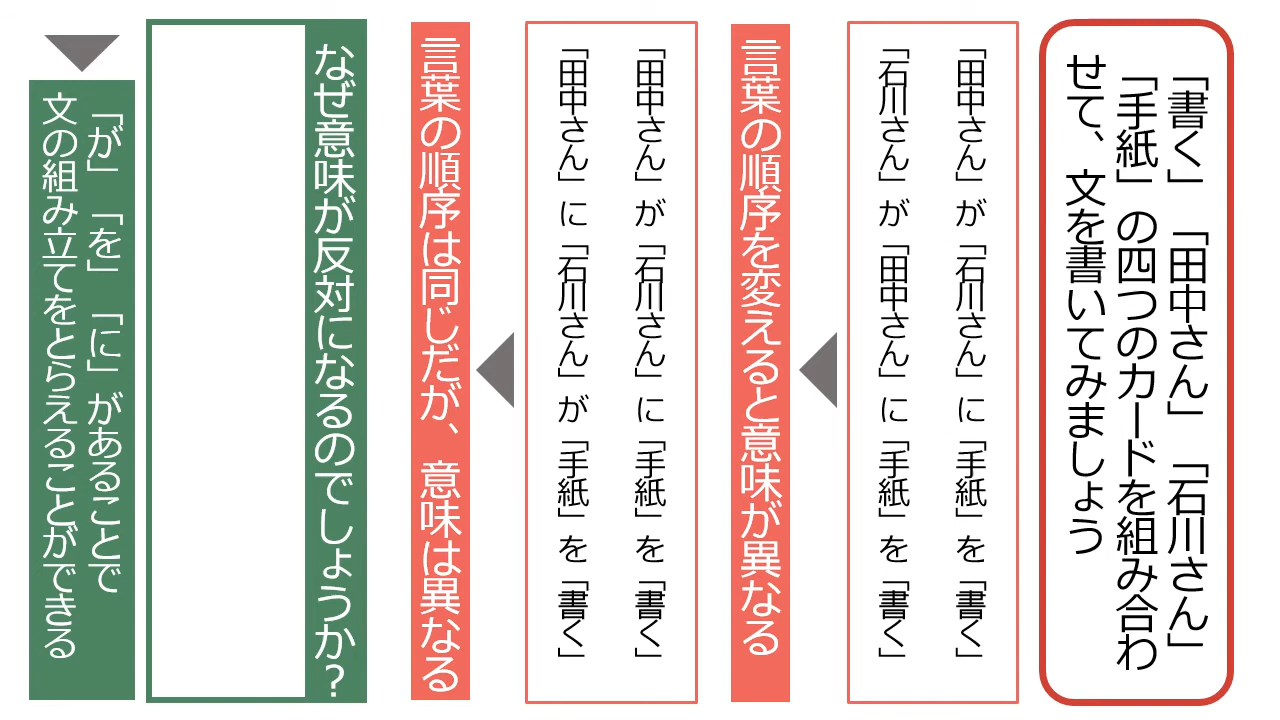 「書く」「田中さん」「石川さん」
「手紙」の四つのカードを組み合わ
せて、文を書いてみましょう
「田中さん」が「石川さん」に「手紙」を「書く」
「石川さん」が「田中さん」に「手紙」を「書く」
言葉の順序を変えると意味が異なる
「田中さん」が「石川さん」に「手紙」を「書く」
「田中さん」に「石川さん」が「手紙」を「書く」
言葉の順序は同じだが、意味は異なる
なぜ意味が反対になるのでしょうか?
「が」「を」「に」があることで
文の組み立てをとらえることができる